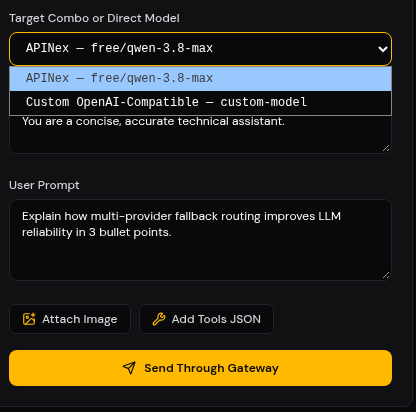 Target Combo or Direct Model
APINex — free/qwen-3.8-max
APINex — free/qwen-3.8-max
Custom OpenAI-Compatible — custom-model
You are a concise, accurate technical assistant.
User Prompt
Explain how multi-provider fallback routing improves LLM
reliability in 3 bullet points.
Attach Image
Add Tools JSON
Send Through Gateway